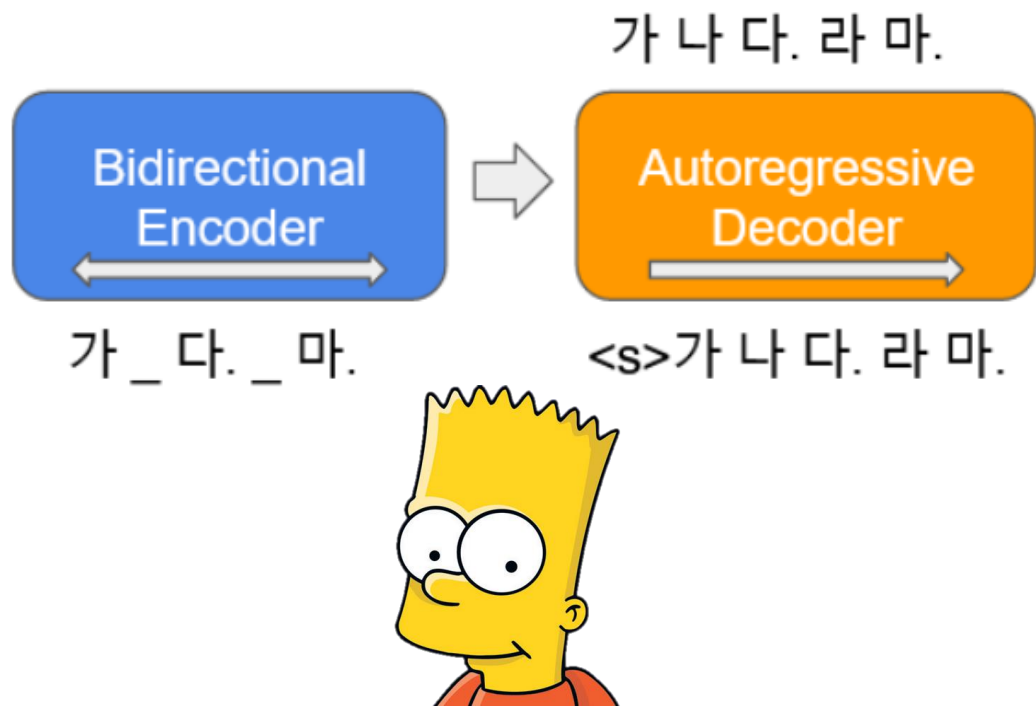 가 나 다. 라 마.
Bidirectional
Encoder
Autoregressive
Decoder
가 _ 다. _ 마.
<s>가 나 다. 라 마.